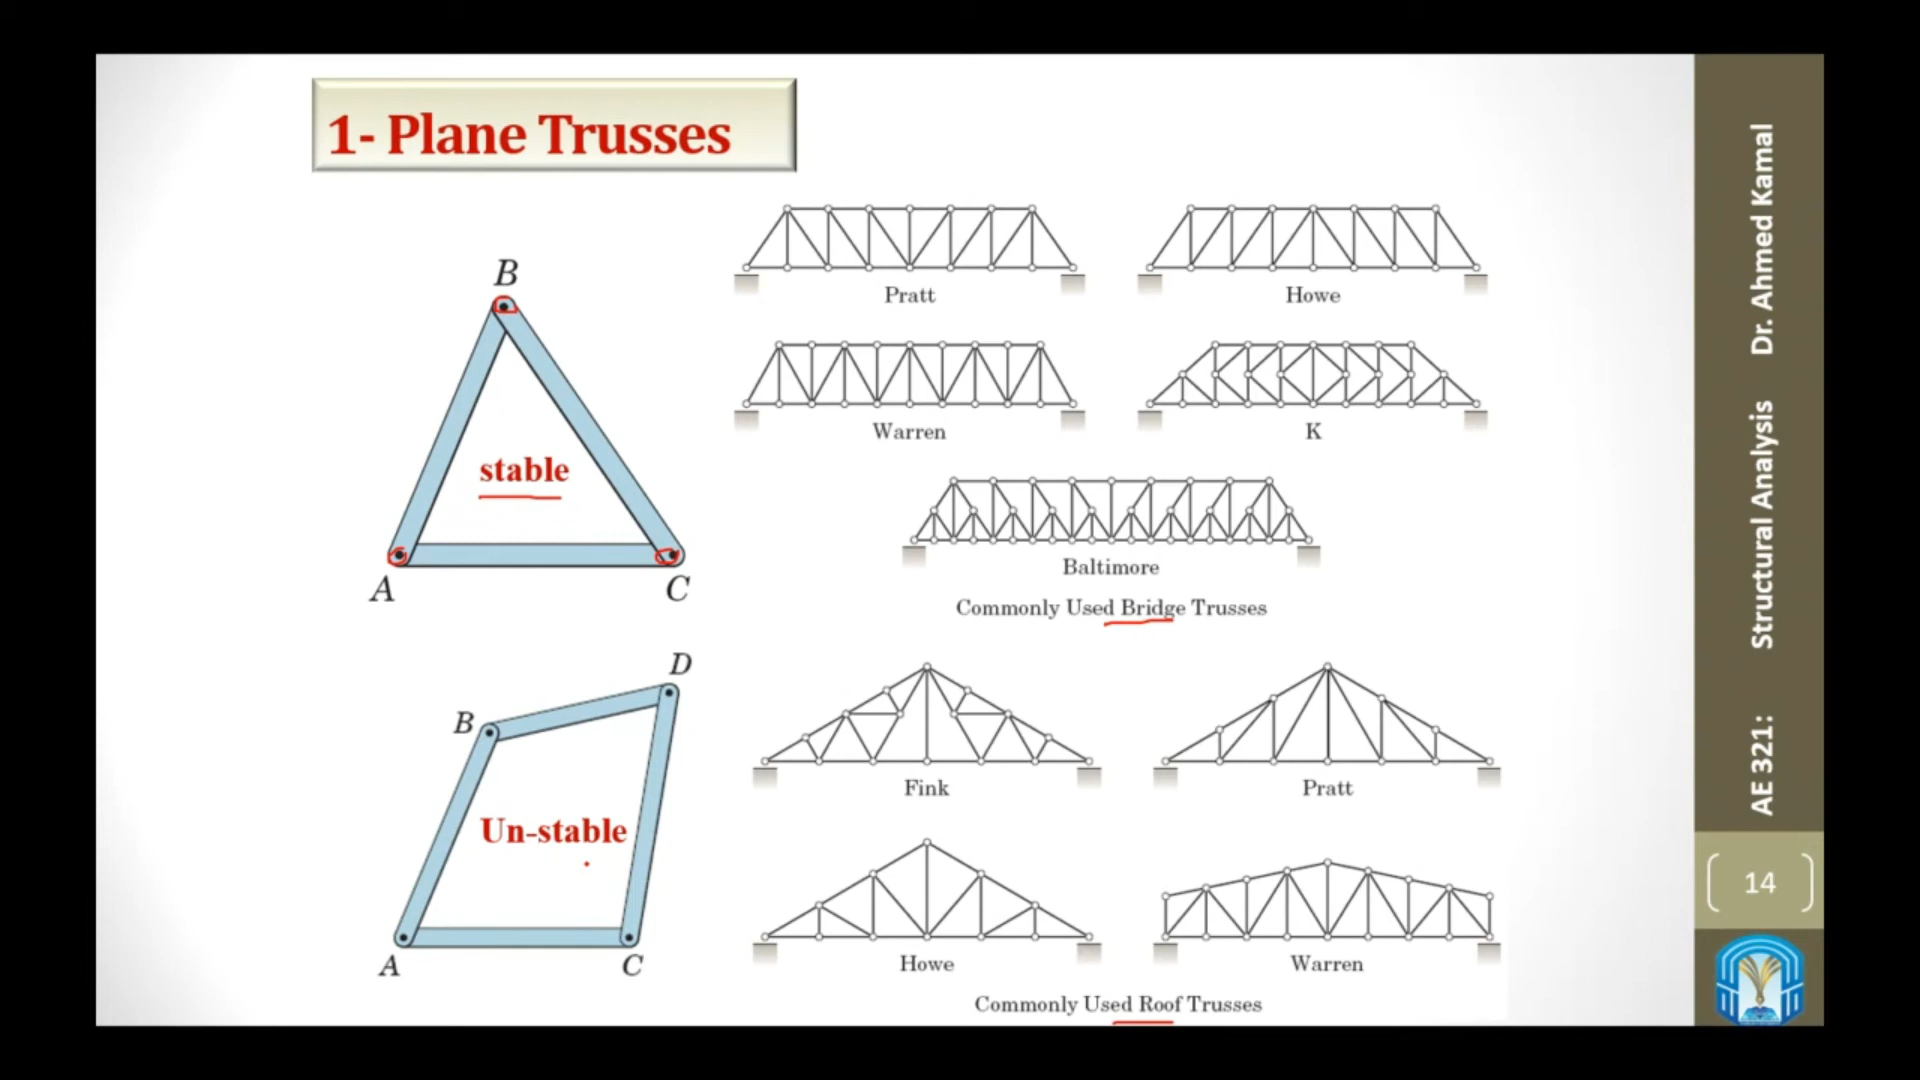 1- Plane Trusses
B
stable
A
C
D
B
Un-stable
A
C
Pratt
Howe
Warren
K
Baltimore
Commonly Used Bridge Trusses
Fink
Pratt
Howe
Warren
Commonly Used Roof Trusses
AE 321: Structural Analysis Dr. Ahmed Kamal
14